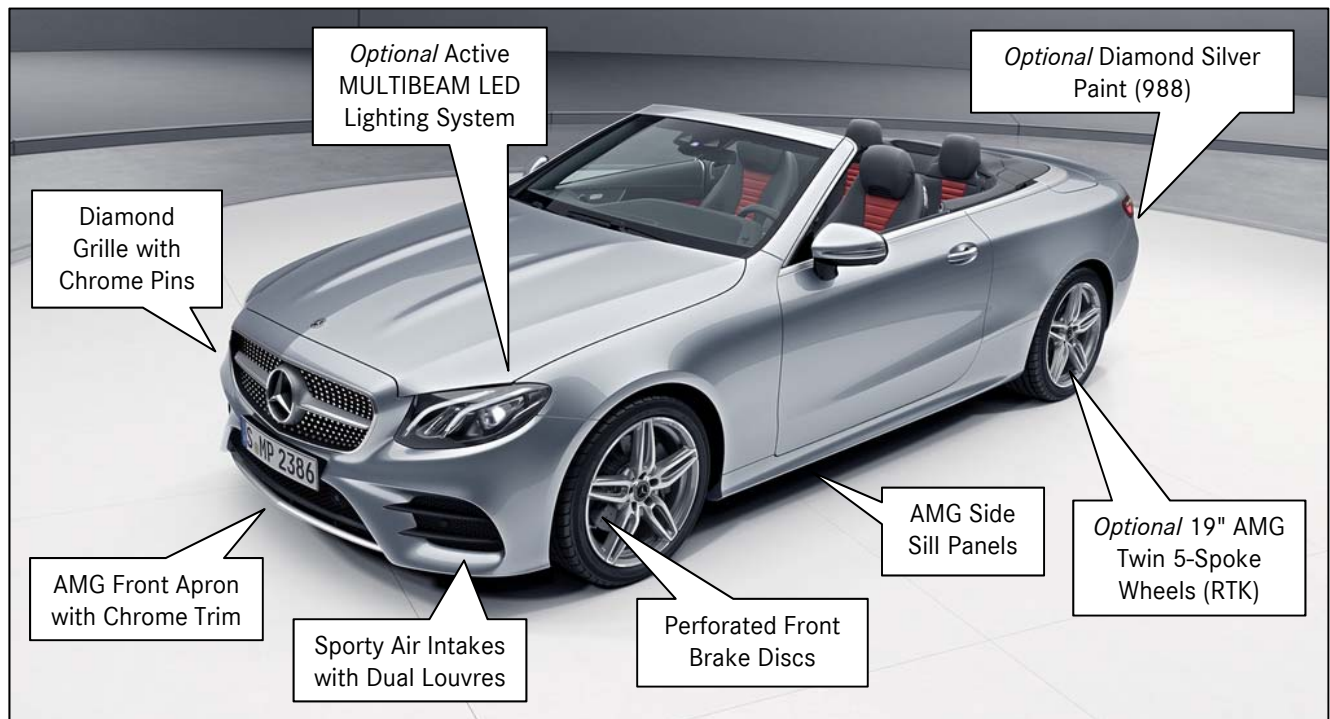 Optional Active
MULTIBEAM LED
Lighting System
Optional Diamond Silver
Paint (988)
Diamond
Grille with
Chrome Pins
S MP 2386
AMG Front Apron
with Chrome Trim
Sporty Air Intakes
with Dual Louvres
Perforated Front
Brake Discs
AMG Side
Sill Panels
Optional 19" AMG
Twin 5-Spoke
Wheels (RTK)